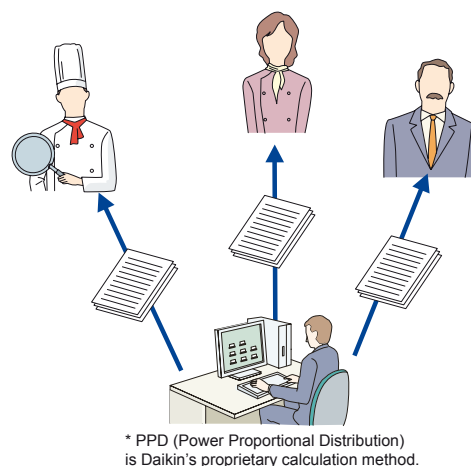 * PPD (Power Proportional Distribution)
is Daikin's proprietary calculation method.